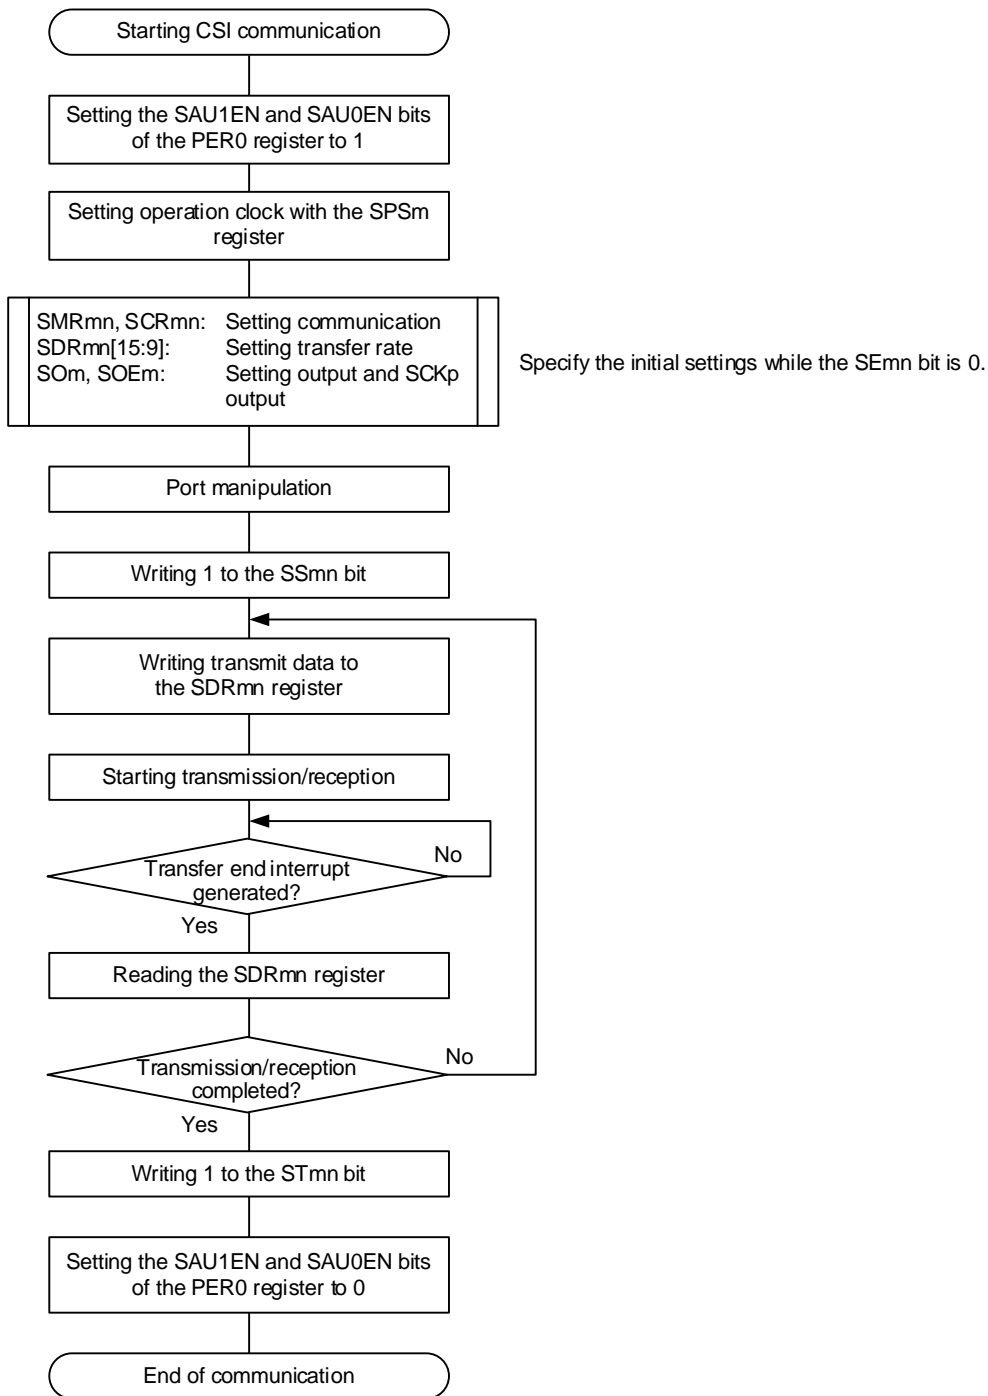 Starting CSI communication
Setting the SAU1EN and SAU0EN bits
of the PER0 register to 1
Setting operation clock with the SPSm
register
SMRmn, SCRmn: Setting communication
SDRmn[15:9]: Setting transfer rate
SOm, SOEm: Setting output and SCKp
output
Specify the initial settings while the SEmn bit is 0.
Port manipulation
Writing 1 to the SSmn bit
Writing transmit data to
the SDRmn register
Starting transmission/reception
Transfer end interrupt
generated?
No
Yes
Reading the SDRmn register
Transmission/reception
completed?
No
Yes
Writing 1 to the STmn bit
Setting the SAU1EN and SAU0EN bits
of the PER0 register to 0
End of communication